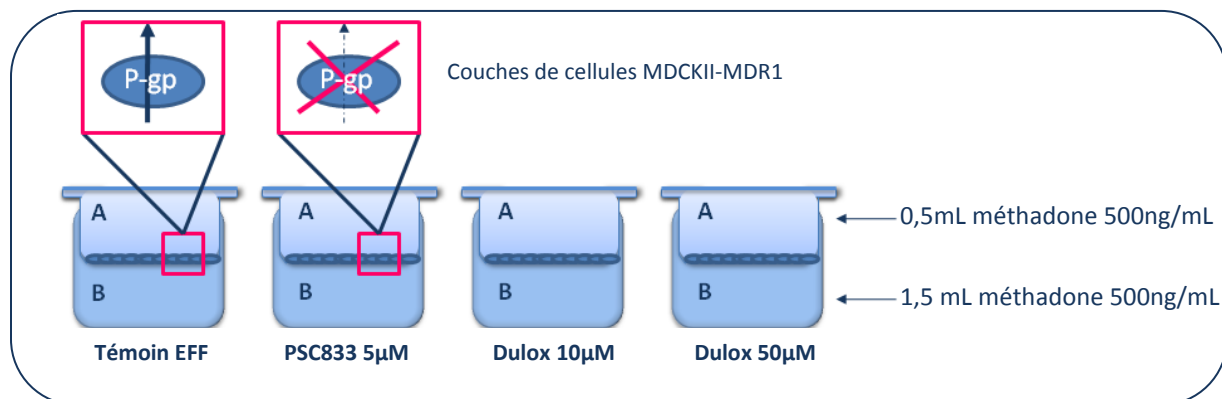 P-gp
P-gp
Couches de cellules MDCKII-MDR1
A
A
A
A
0,5mL méthadone 500ng/mL
B
B
B
B
1,5 mL méthadone 500ng/mL
Témoin EFF
PSC833 5µM
Dulox 10µM
Dulox 50µM